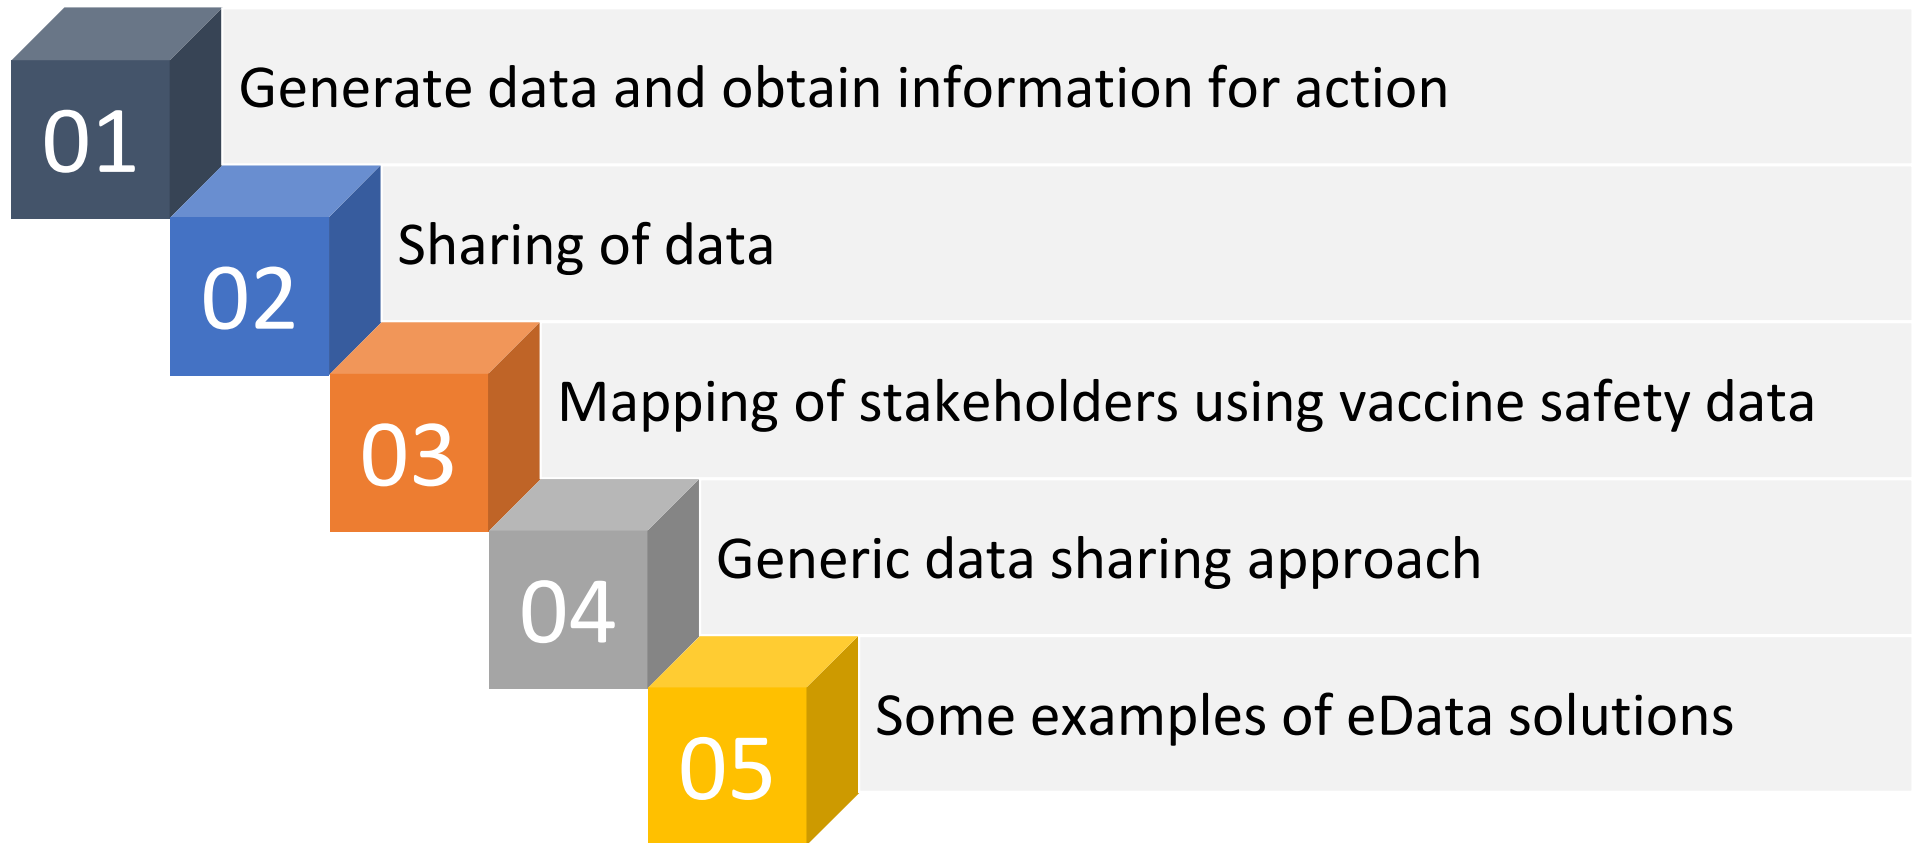 01
Generate data and obtain information for action
02
Sharing of data
03
Mapping of stakeholders using vaccine safety data
04
Generic data sharing approach
05
Some examples of eData solutions